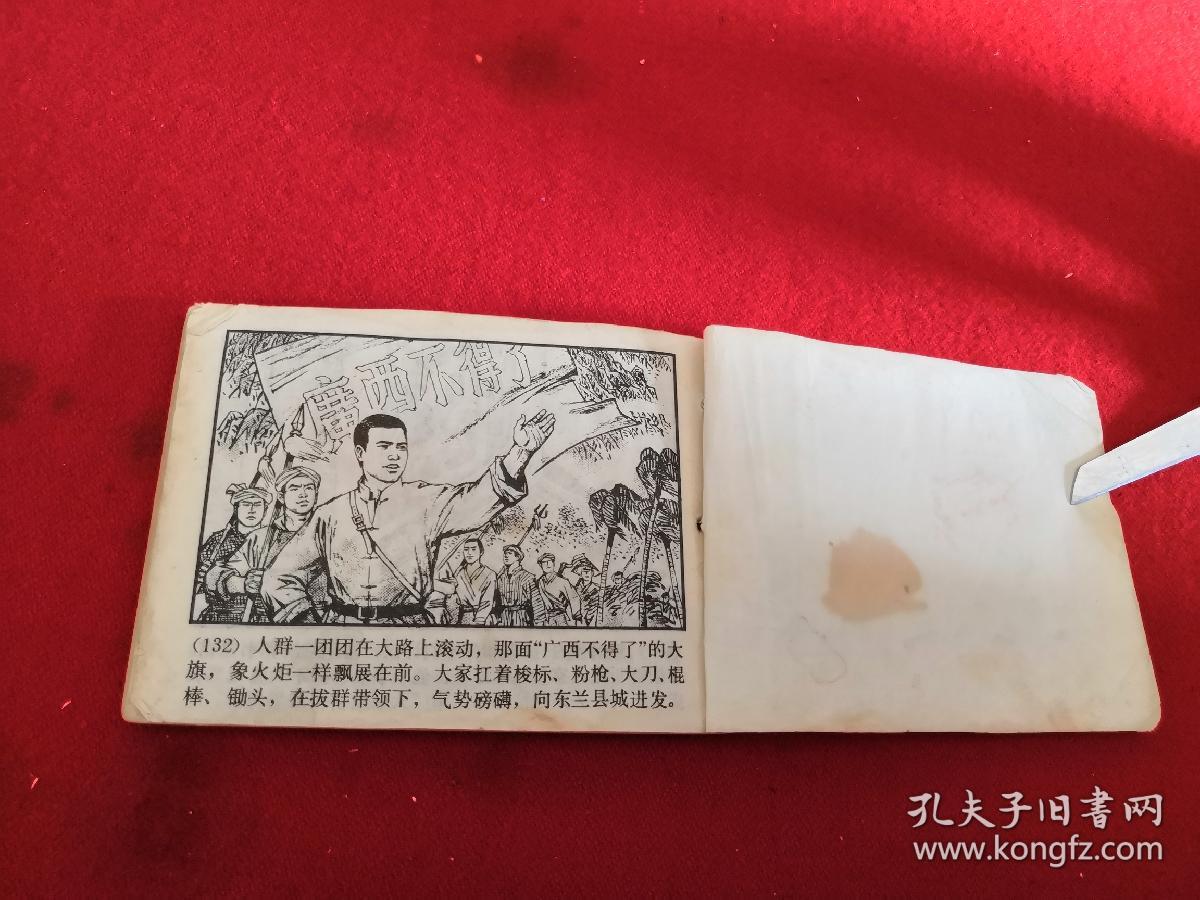 廣西不得了
(132) 人群一团团在大路上滚动，那面“广西不得了”的大
旗，象火炬一样飘展在前。大家扛着梭标、粉枪、大刀、棍
棒、锄头，在拔群带领下，气势磅礴，向东兰县城进发。
孔夫子旧书网
www.kongfz.com